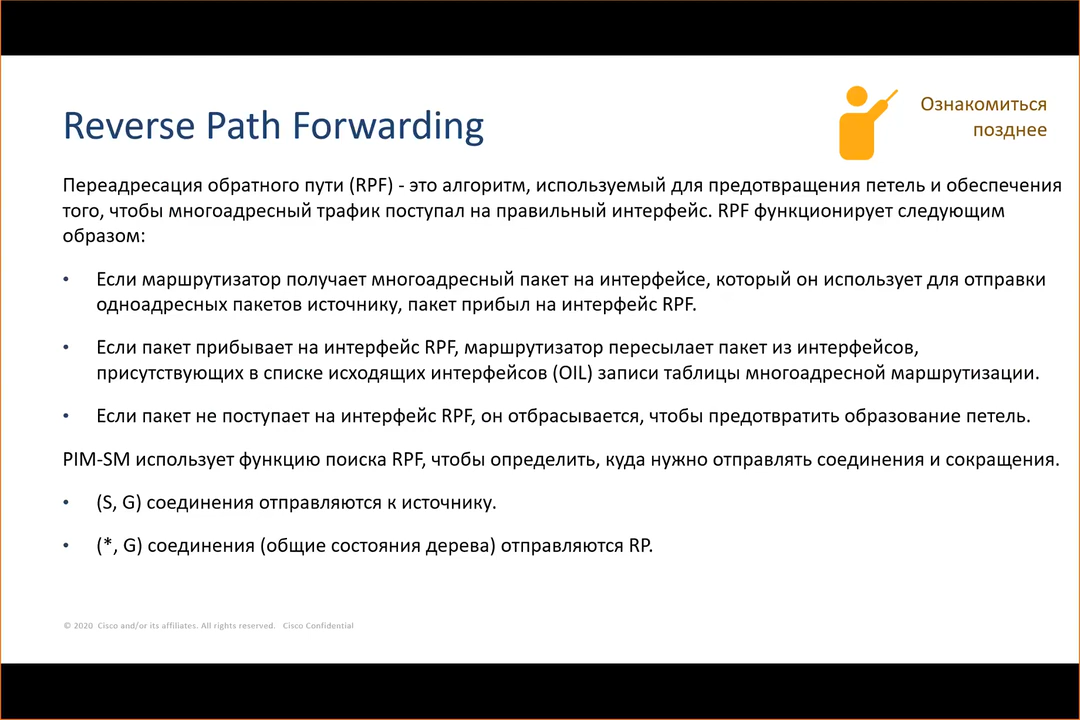 Reverse Path Forwarding
Ознакомиться
позднее
Переадресация обратного пути (RPF) - это алгоритм, используемый для предотвращения петель и обеспечения
того, чтобы многоадресный трафик поступал на правильный интерфейс. RPF функционирует следующим
образом:
• Если маршрутизатор получает многоадресный пакет на интерфейсе, который он использует для отправки
одноадресных пакетов источнику, пакет прибыл на интерфейс RPF.
• Если пакет прибывает на интерфейс RPF, маршрутизатор пересылает пакет из интерфейсов,
присутствующих в списке исходящих интерфейсов (OIL) записи таблицы многоадресной маршрутизации.
• Если пакет не поступает на интерфейс RPF, он отбрасывается, чтобы предотвратить образование петель.
PIM-SM использует функцию поиска RPF, чтобы определить, куда нужно отправлять соединения и сокращения.
• (S, G) соединения отправляются к источнику.
• (*, G) соединения (общие состояния дерева) отправляются RP.
© 2020 Cisco and/or its affiliates. All rights reserved. Cisco Confidential